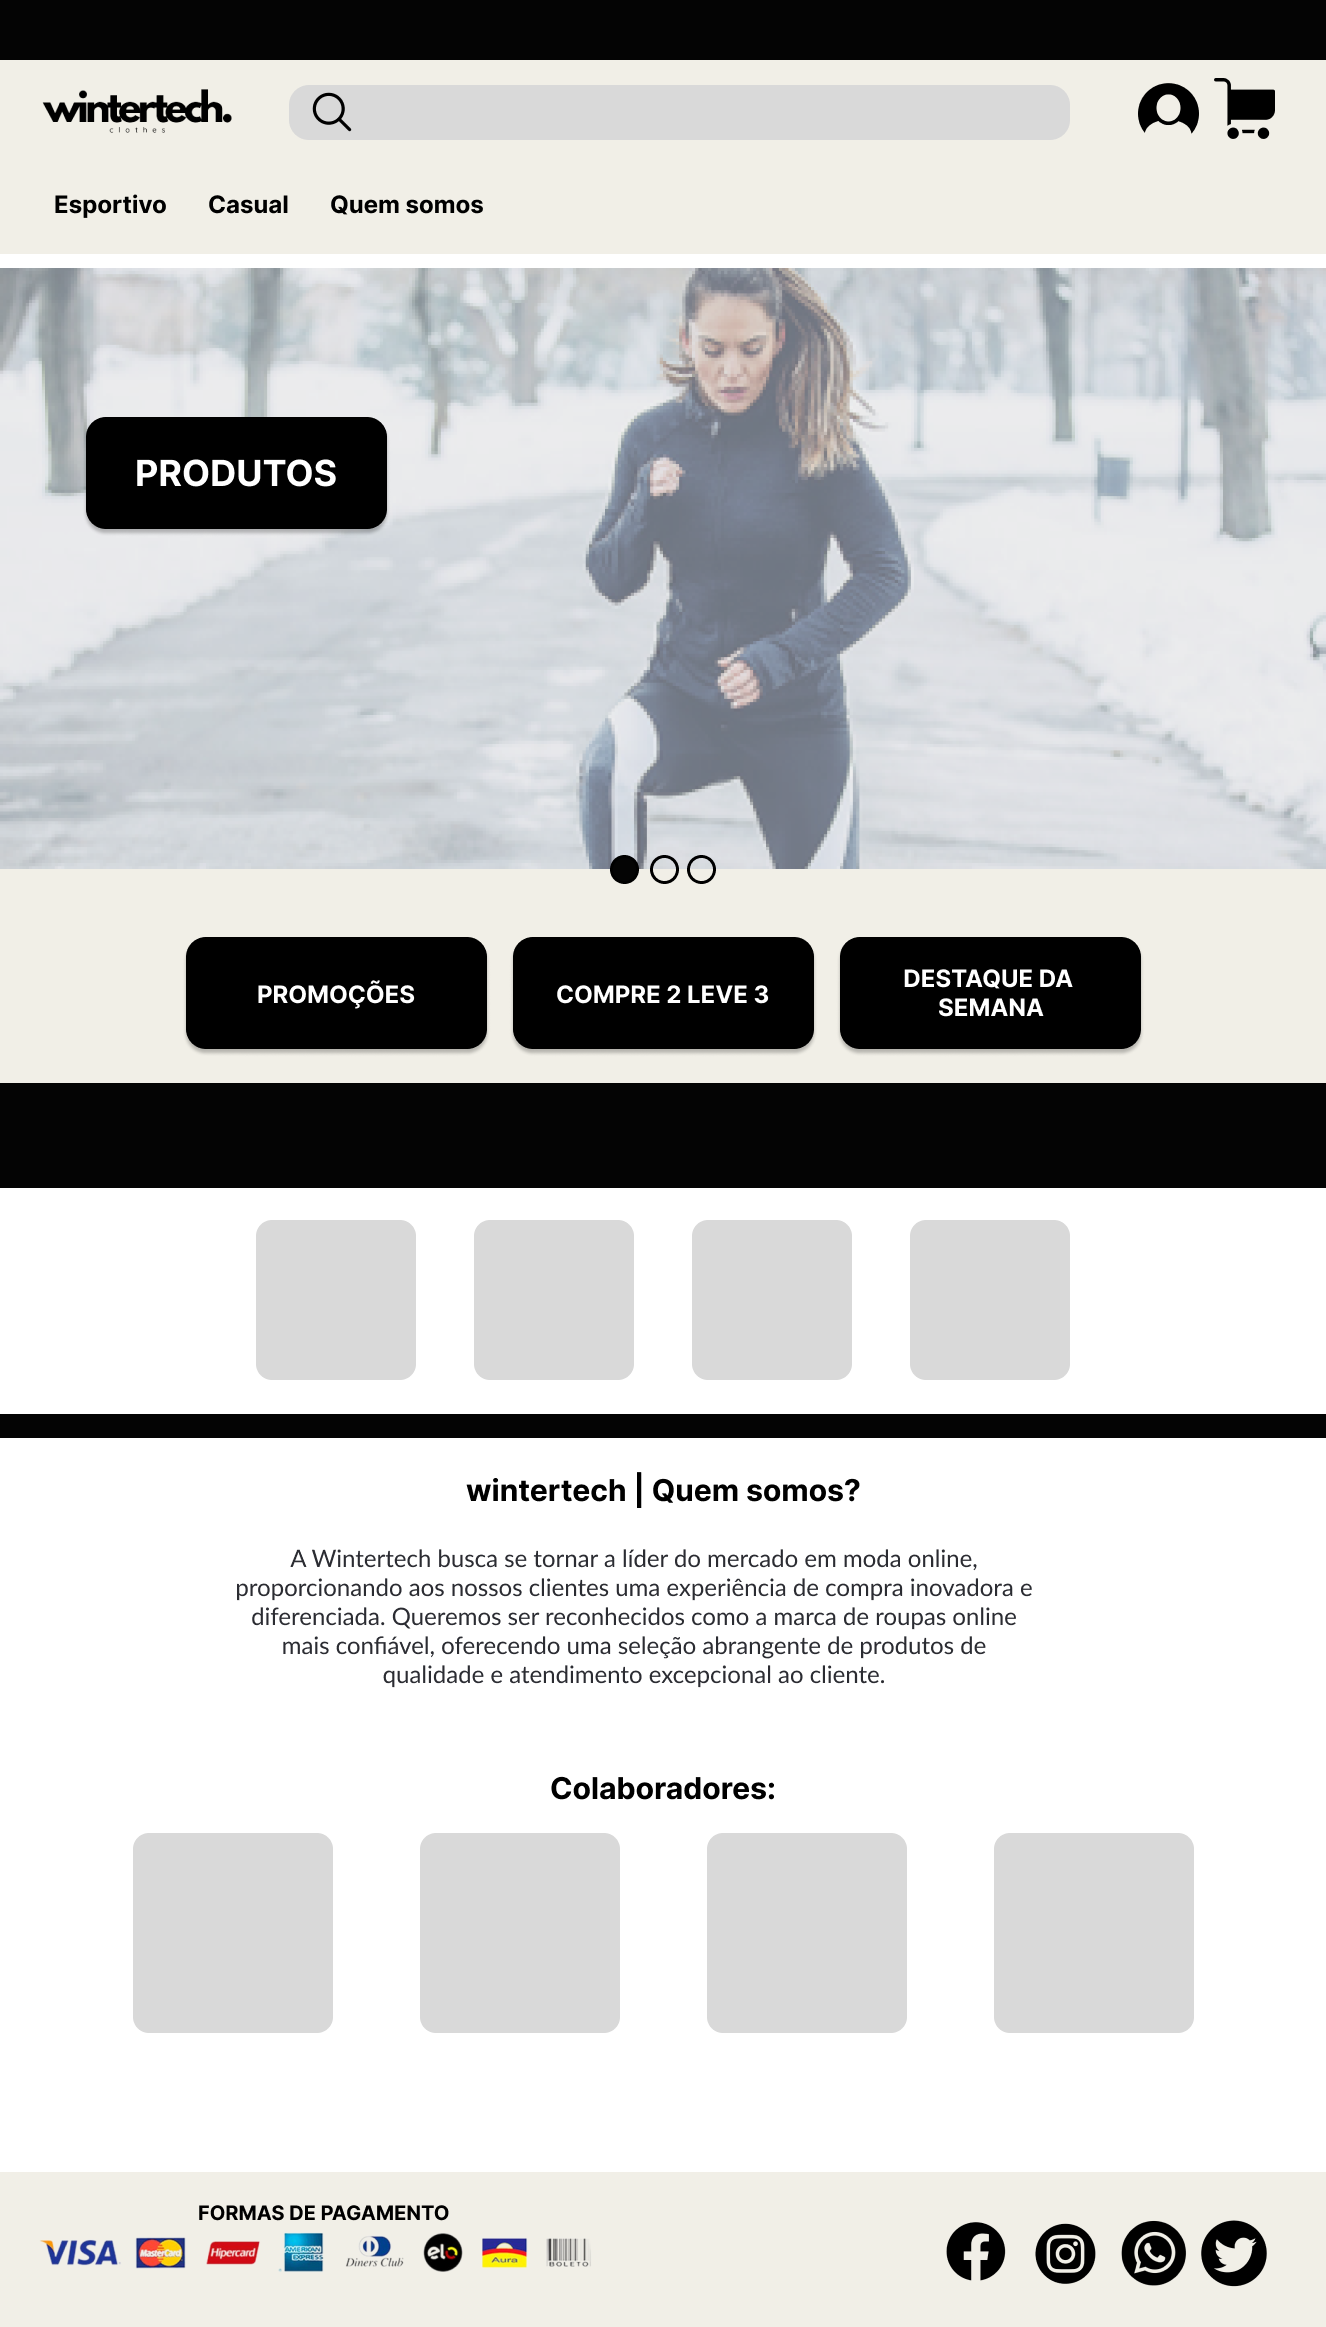 wintertech.
clothes
Esportivo Casual Quem somos
PRODUTOS
PROMOÇÕES
COMPRE 2 LEVE 3
DESTAQUE DA
SEMANA
wintertech | Quem somos?
A Wintertech busca se tornar a líder do mercado em moda online,
proporcionando aos nossos clientes uma experiência de compra inovadora e
diferenciada. Queremos ser reconhecidos como a marca de roupas online
mais confiável, oferecendo uma seleção abrangente de produtos de
qualidade e atendimento excepcional ao cliente.
Colaboradores:
FORMAS DE PAGAMENTO
VISA
MasterCard
Hipercard
AMERICAN
EXPRESS
Diners Club
elo
Aura
BOLETO